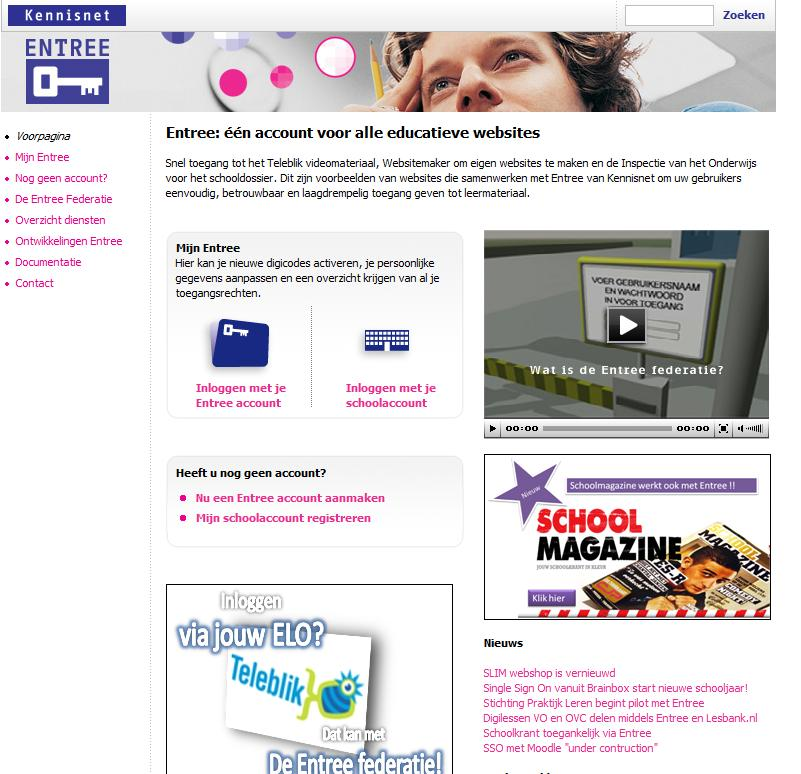 Kennisnet
Zoeken
ENTREE
Voorpagina
Mijn Entree
Nog geen account?
De Entree Federatie
Overzicht diensten
Ontwikkelingen Entree
Documentatie
Contact
Entree: één account voor alle educatieve websites
Snel toegang tot het Teleblik videomateriaal, Websitemaker om eigen websites te maken en de Inspectie van het Onderwijs
voor het schooldossier. Dit zijn voorbeelden van websites die samenwerken met Entree van Kennisnet om uw gebruikers
eenvoudig, betrouwbaar en laagdrempelig toegang geven tot leermateriaal.
Mijn Entree
Hier kan je nieuwe digicodes activeren, je persoonlijke
gegevens aanpassen en een overzicht krijgen van al je
toegangsrechten.
Inloggen met je
Entree account
Inloggen met je
schoolaccount
VOER GEBRUIKERSNAAM
EN WACHTWOORD
IN VOOR TOEGANG
Wat is de Entree federatie?
00:00
00:00
Heeft u nog geen account?
Nu een Entree account aanmaken
Mijn schoolaccount registreren
Nieuw
Schoolmagazine werkt ook met Entree !!
SCHOOL
MAGAZINE
JOUW SCHOOLKRANT IN KLEUR
SCHOOL
MAGAZINE
Klik hier
Inloggen
via jouw ELO?
Teleblik
Dat kan met
De Entree federatie!
Nieuws
SLIM webshop is vernieuwd
Single Sign On vanuit Brainbox start nieuwe schooljaar!
Stichting Praktijk Leren begint pilot met Entree
Digilessen VO en OVC delen middels Entree en Lesbank.nl
Schoolkrant toegankelijk via Entree
SSO met Moodle "under contruction"